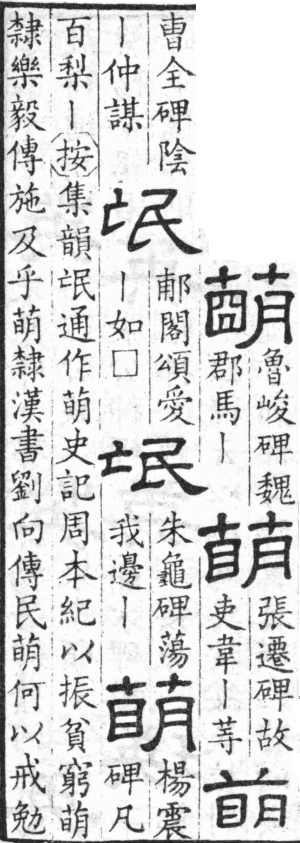 萌
魯峻碑魏
郡馬丨
萌
張遷碑故
吏韋丨䓁
萌
曹全碑陰
丨仲謀
氓
郙閣頌愛
丨如□
氓
朱龜碑蕩
我邊丨
萌
楊震
碑凡
百梨丨按集韻氓通作萌史記周本紀以振貧窮萌
隸樂毅傳施及乎萌隸漢書劉向傳民萌何以戒勉